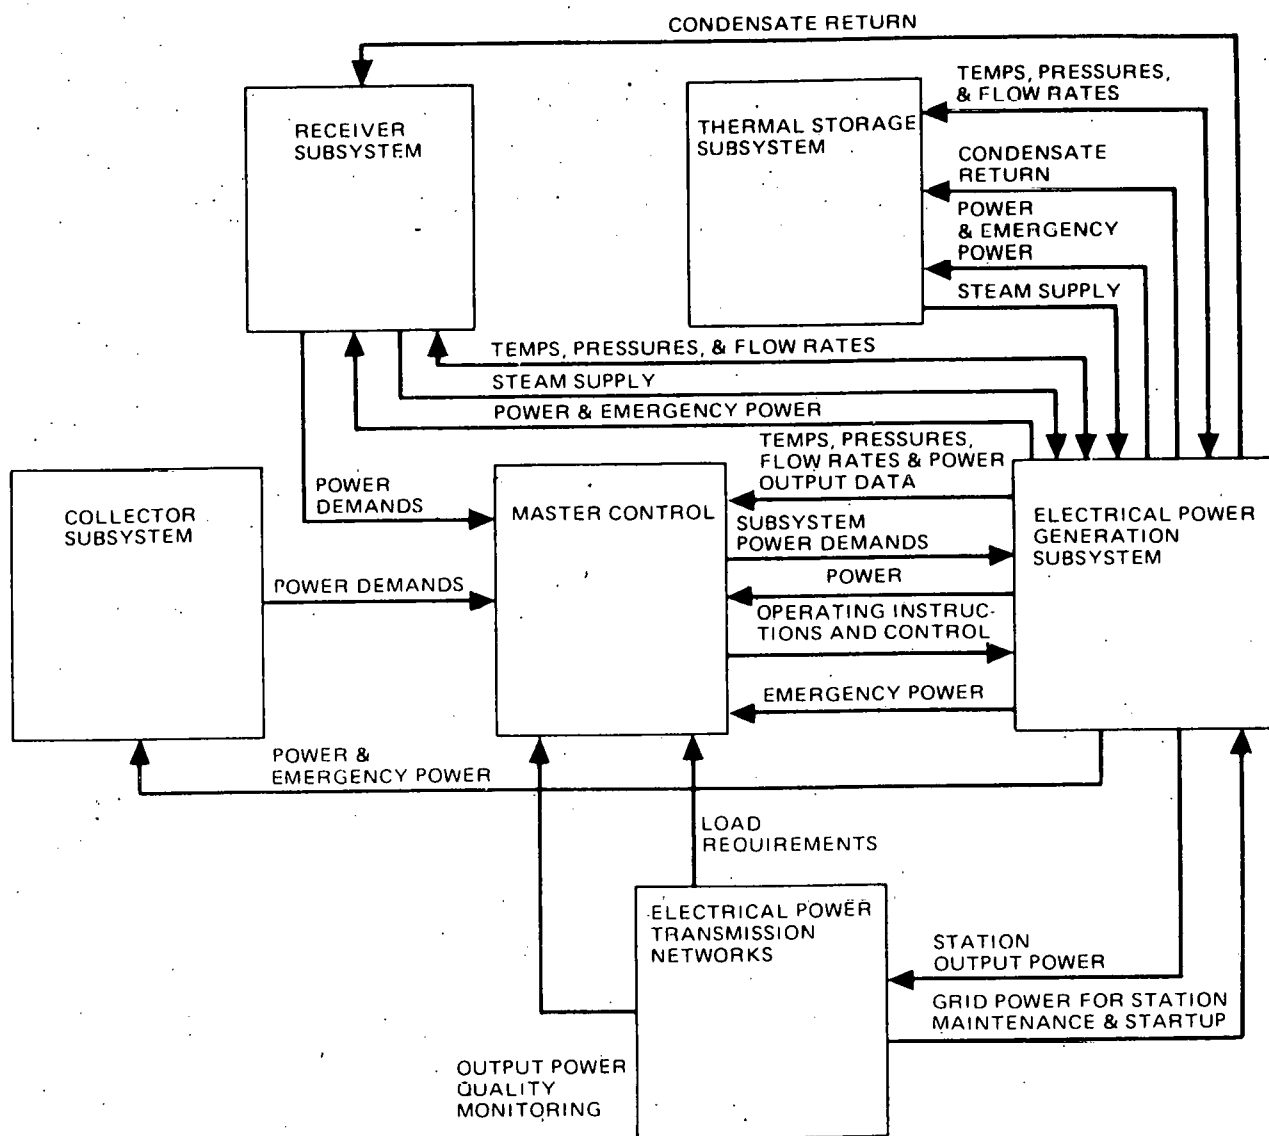 CONDENSATE RETURN
TEMPS, PRESSURES,
& FLOW RATES
RECEIVER
SUBSYSTEM
THERMAL STORAGE
SUBSYSTEM
CONDENSATE
RETURN
POWER
& EMERGENCY
POWER
STEAM SUPPLY
TEMPS, PRESSURES, & FLOW RATES
STEAM SUPPLY
POWER & EMERGENCY POWER
TEMPS, PRESSURES,
FLOW RATES & POWER
OUTPUT DATA
POWER
DEMANDS
COLLECTOR
SUBSYSTEM
MASTER CONTROL
SUBSYSTEM
POWER DEMANDS
ELECTRICAL POWER
GENERATION
SUBSYSTEM
POWER DEMANDS
POWER
OPERATING INSTRUC-
TIONS AND CONTROL
EMERGENCY POWER
POWER &
EMERGENCY POWER
LOAD
REQUIREMENTS
ELECTRICAL POWER
TRANSMISSION
NETWORKS
STATION
OUTPUT POWER
GRID POWER FOR STATION
MAINTENANCE & STARTUP
OUTPUT POWER
QUALITY
MONITORING